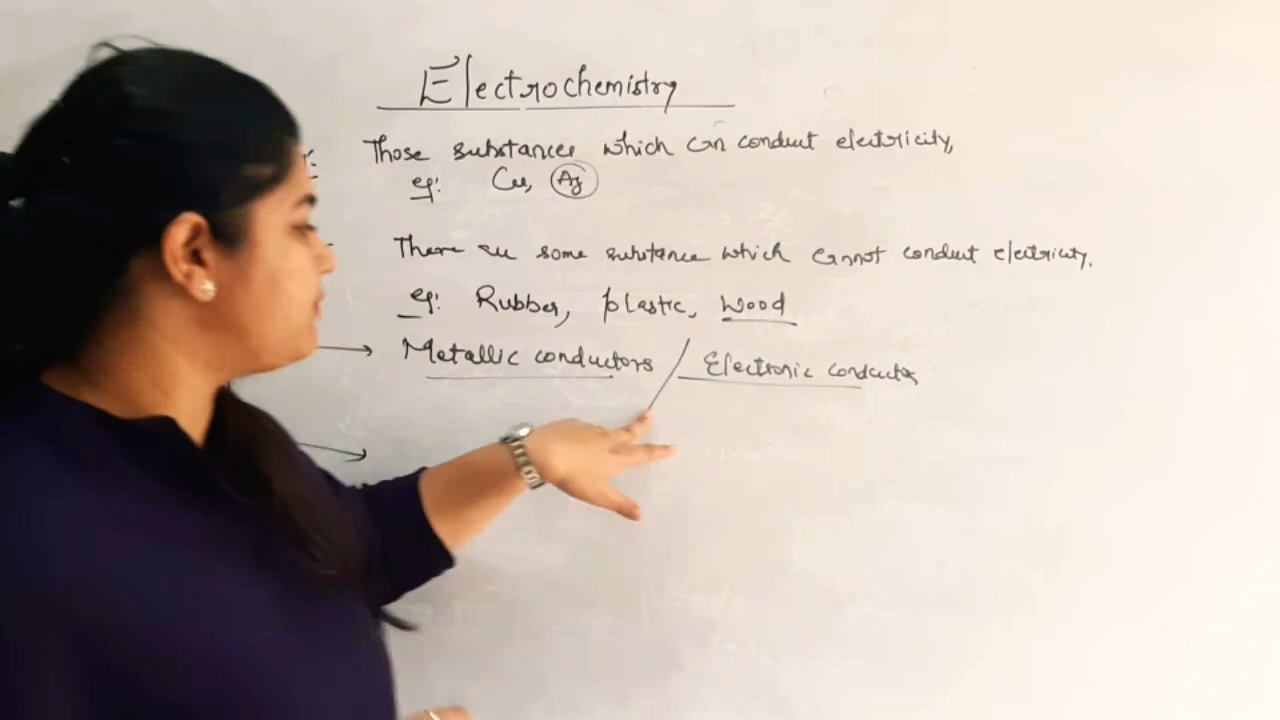 Electrochemistry
Those substances which can conduct electricity,
eg: Cu, Ag
There are some substance which cannot conduct electricity.
eg: Rubber, plastic, Wood
Metallic conductors / Electronic conductors